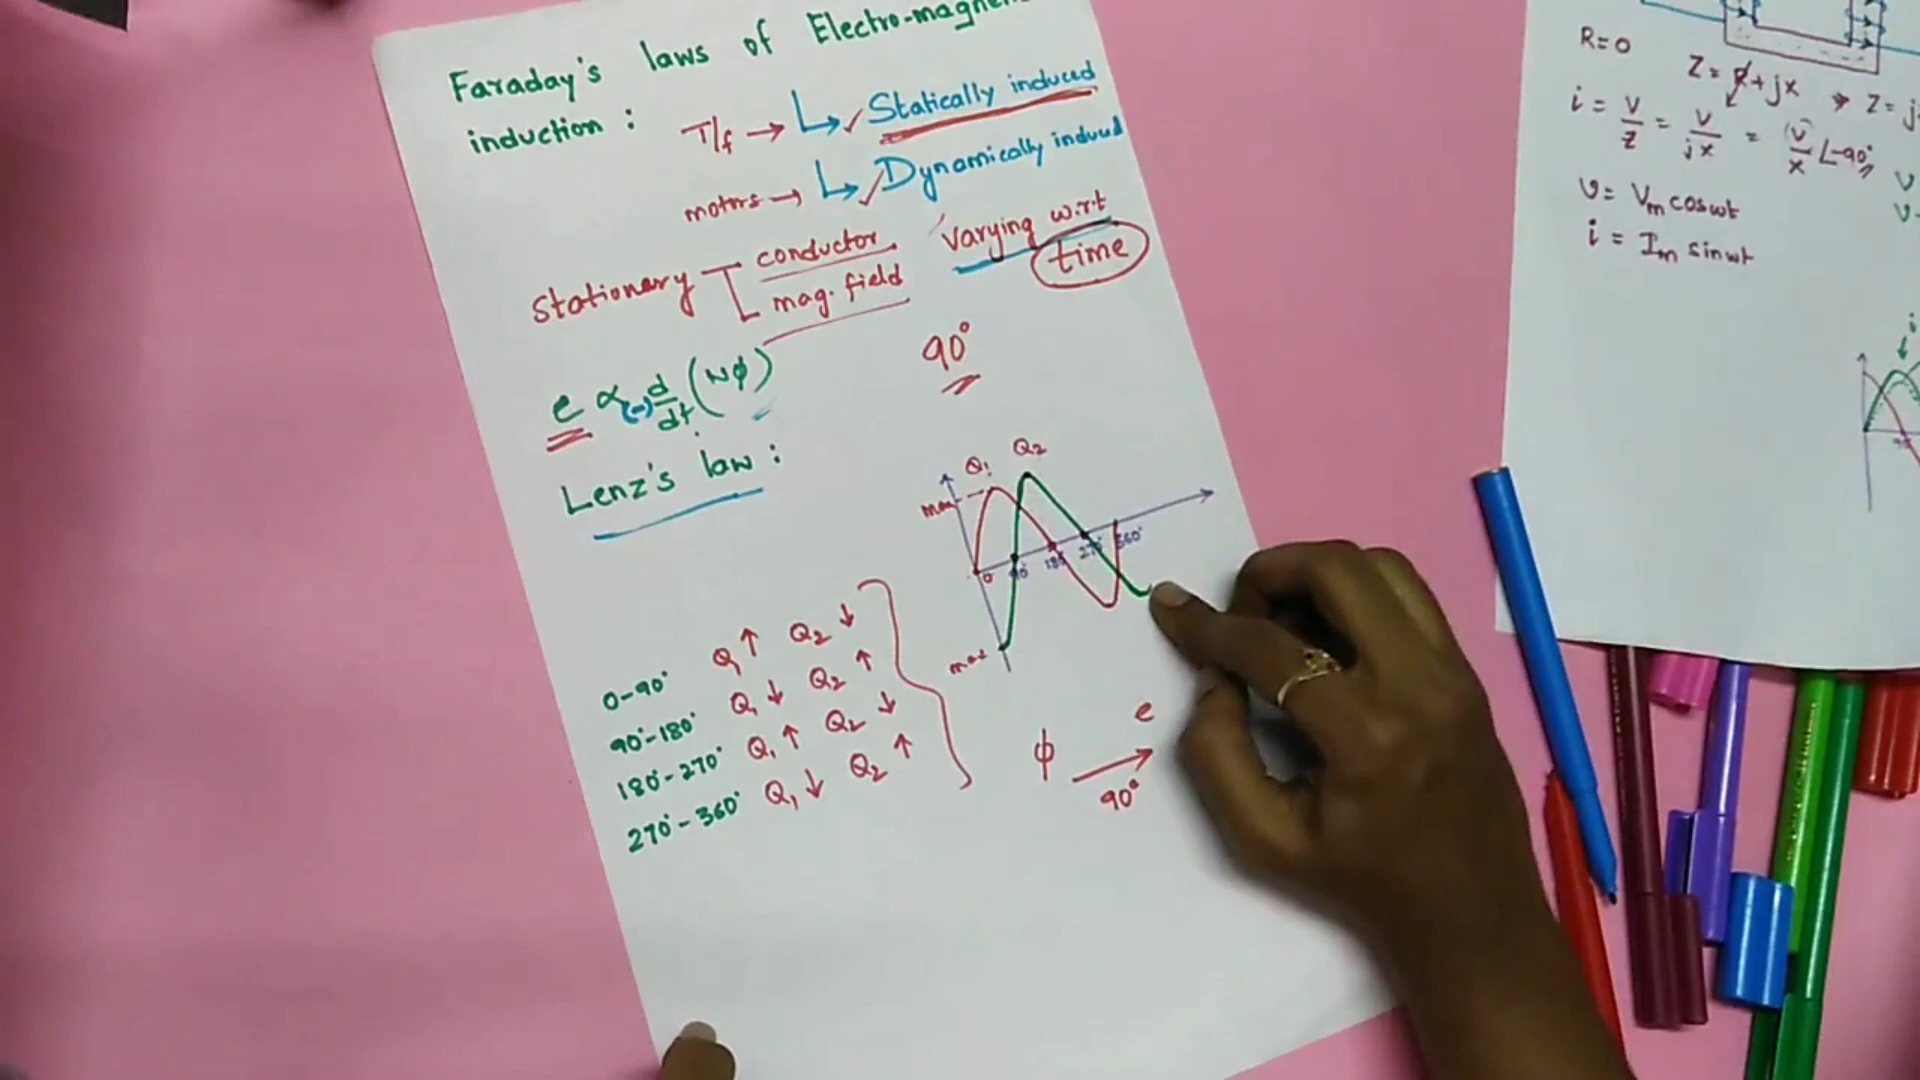 Faraday's laws of Electro-magne
induction :
T/f → ↳ ✓ Statically induced
motors → ↳ ✓ Dynamically induced
Stationary
conductor
mag. field
Varying w.r.t
time
e ∝ (-) d/dt (Nϕ)
90°
Lenz's law :
Q1 Q2
max
0° 90° 180° 270° 360°
max
0-90° Q1 ↑ Q2 ↓
90°-180° Q1 ↓ Q2 ↑
180°-270° Q1 ↑ Q2 ↓
270°-360° Q1 ↓ Q2 ↑
ϕ → e
90°
R=0
Z = R + jx → Z = j
i = V/Z = V/jx = (V/x) ∠-90°
v = Vm cosωt
i = Im sinωt
i